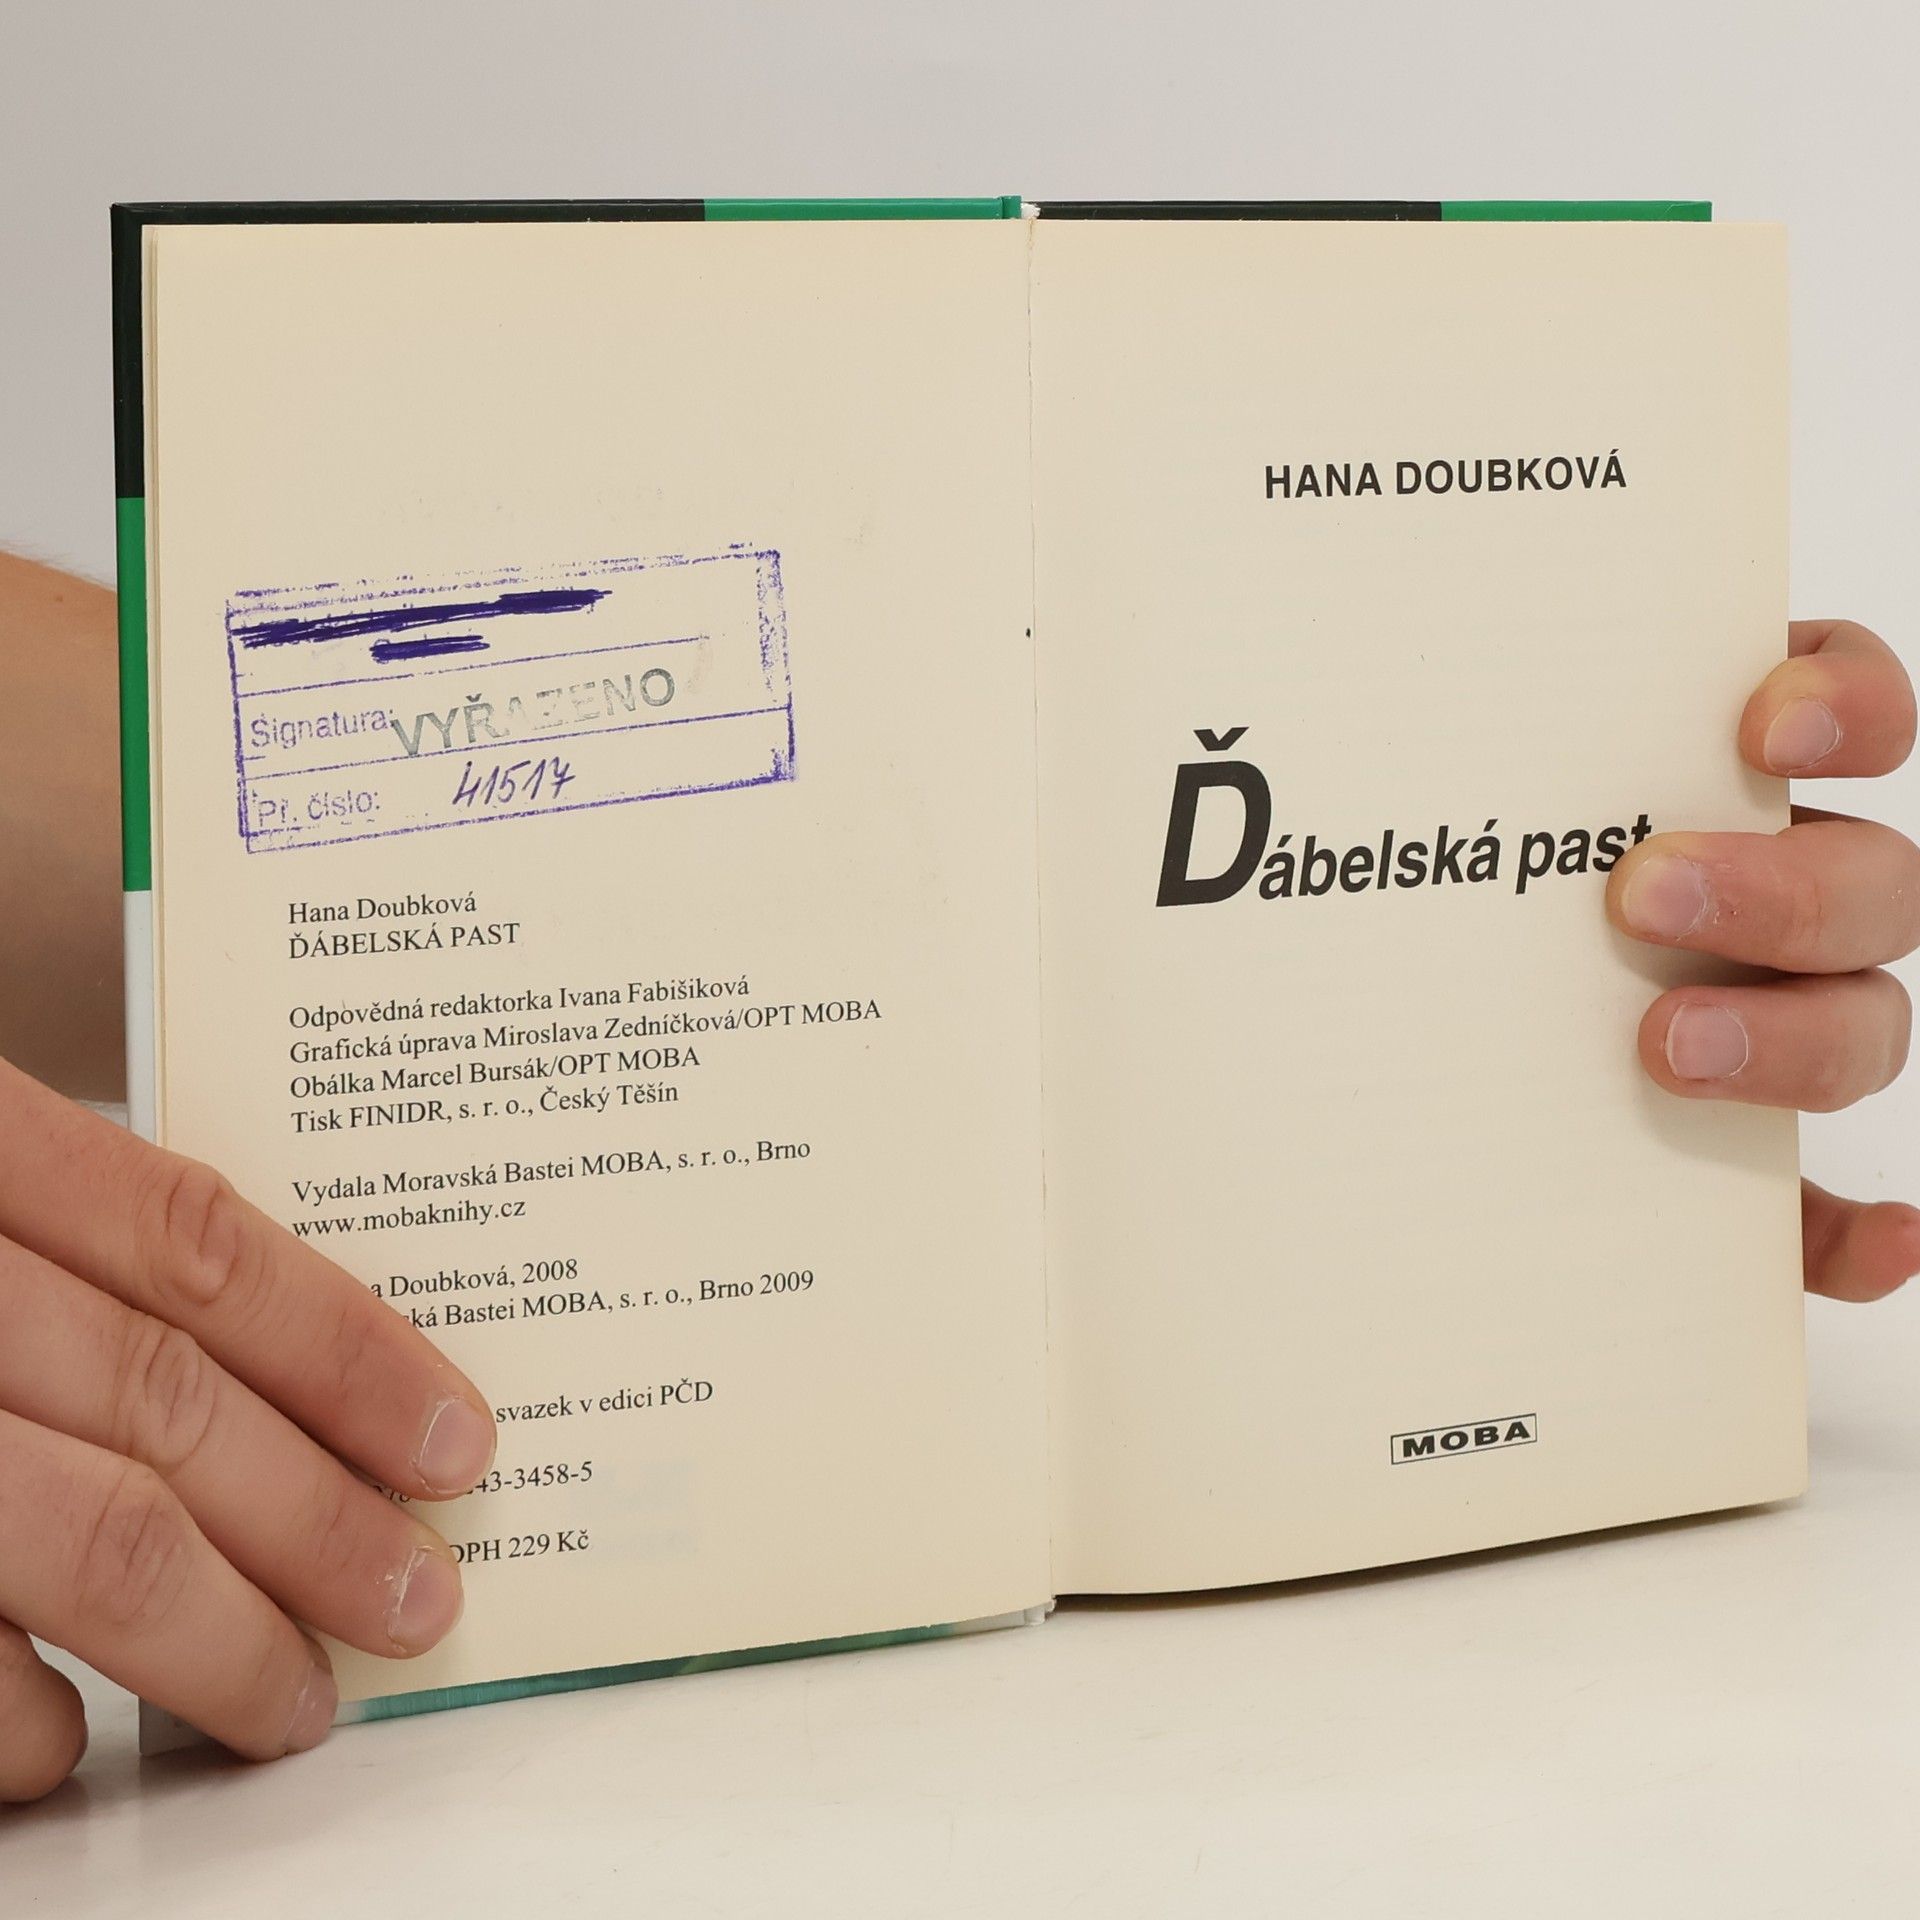 Signatura:
VYŘAZENO
Př. číslo: 41517
Hana Doubková
ĎÁBELSKÁ PAST
Odpovědná redaktorka Ivana Fabišiková
Grafická úprava Miroslava Zedníčková/OPT MOBA
Obálka Marcel Bursák/OPT MOBA
Tisk FINIDR, s. r. o., Český Těšín
Vydala Moravská Bastei MOBA, s. r. o., Brno
www.mobaknihy.cz
a Doubková, 2008
ská Bastei MOBA, s. r. o., Brno 2009
svazek v edici PČD
43-3458-5
DPH 229 Kč
HANA DOUBKOVÁ
Ďábelská past
MOBA